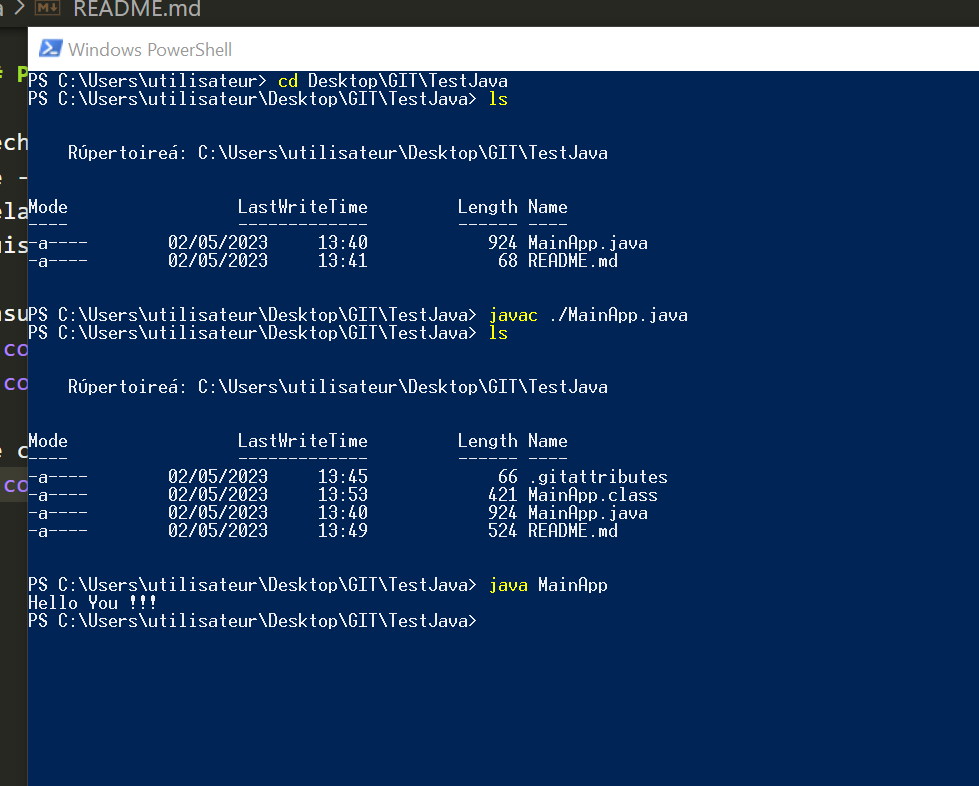 README.md
Windows PowerShell
PS C:\Users\utilisateur> cd Desktop\GIT\TestJava
PS C:\Users\utilisateur\Desktop\GIT\TestJava> ls
Rúpertoireá: C:\Users\utilisateur\Desktop\GIT\TestJava
Mode LastWriteTime Length Name
---- ------------- ------ ----
-a---- 02/05/2023 13:40 924 MainApp.java
-a---- 02/05/2023 13:41 68 README.md
PS C:\Users\utilisateur\Desktop\GIT\TestJava> javac ./MainApp.java
PS C:\Users\utilisateur\Desktop\GIT\TestJava> ls
Rúpertoireá: C:\Users\utilisateur\Desktop\GIT\TestJava
Mode LastWriteTime Length Name
---- ------------- ------ ----
-a---- 02/05/2023 13:45 66 .gitattributes
-a---- 02/05/2023 13:53 421 MainApp.class
-a---- 02/05/2023 13:40 924 MainApp.java
-a---- 02/05/2023 13:49 524 README.md
PS C:\Users\utilisateur\Desktop\GIT\TestJava> java MainApp
Hello You !!!
PS C:\Users\utilisateur\Desktop\GIT\TestJava>